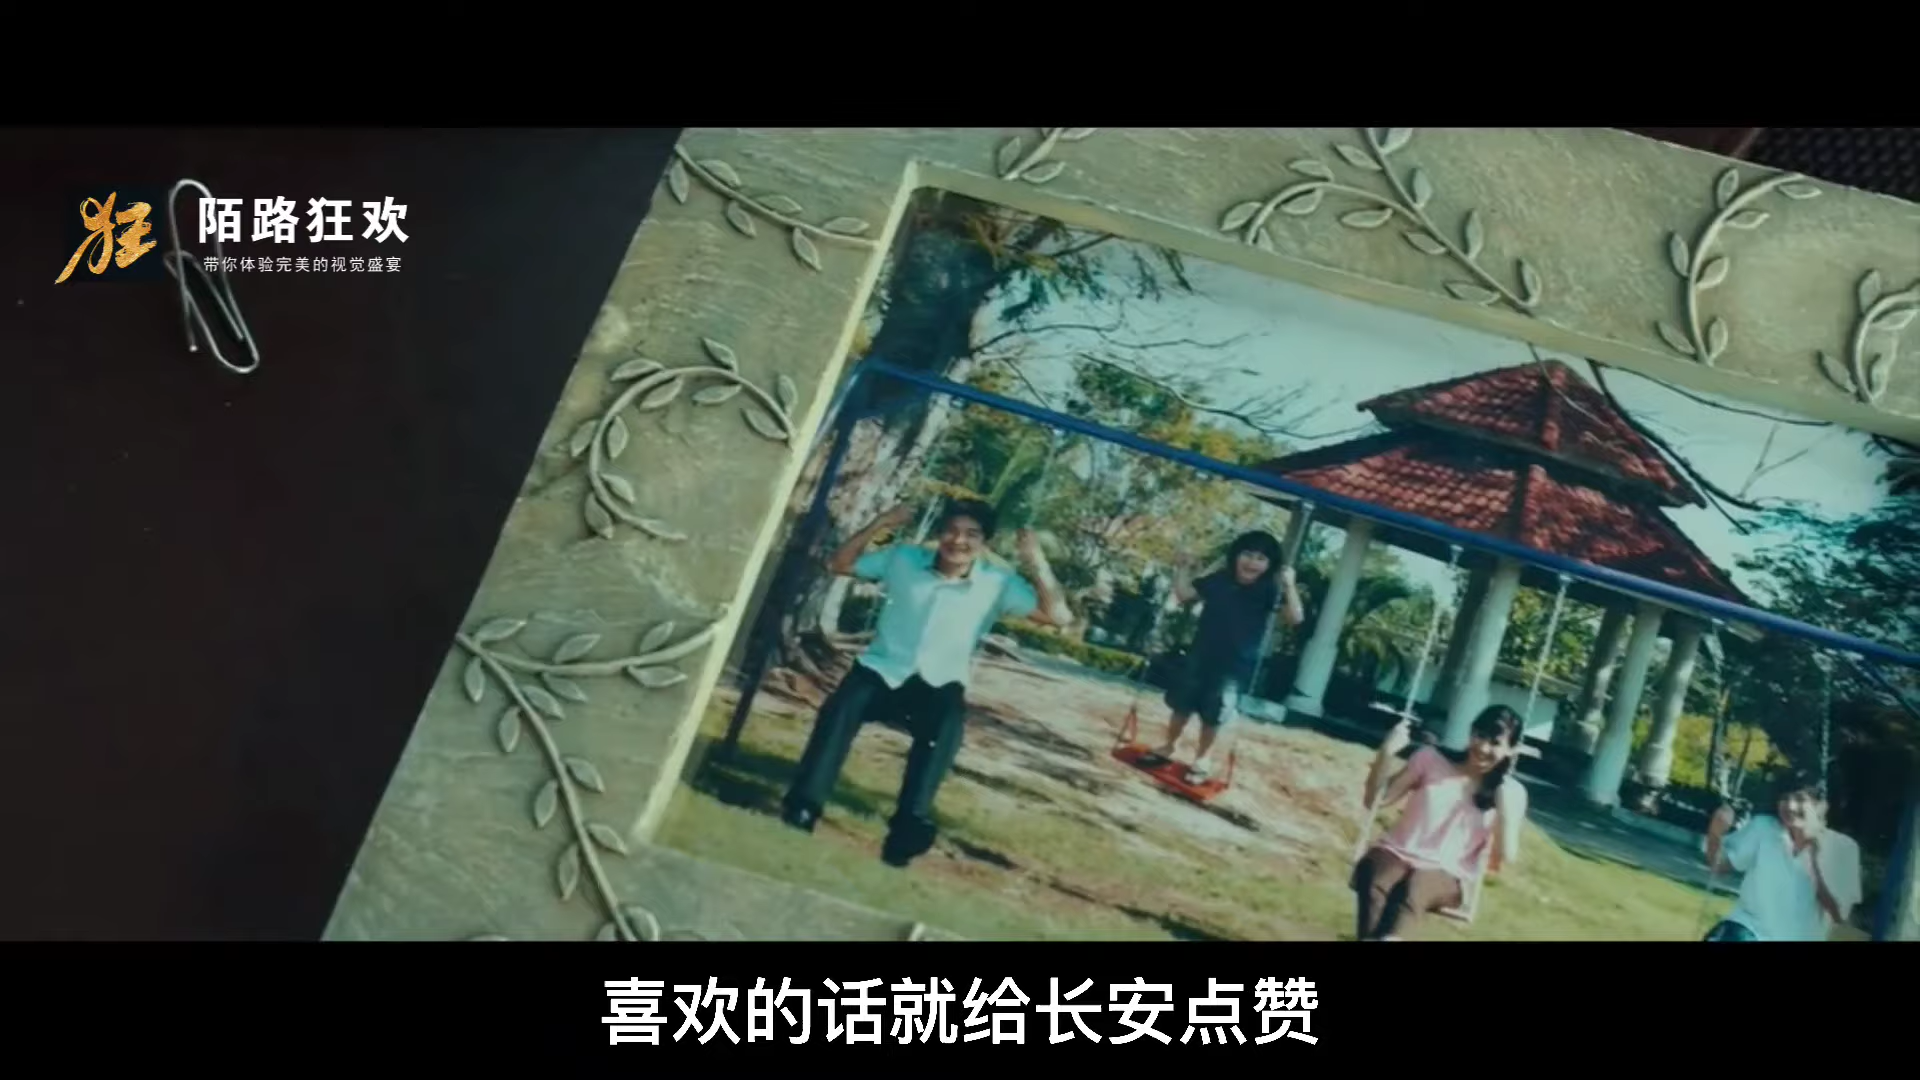 狂
陌路狂欢
带你体验完美的视觉盛宴
喜欢的话就给长安点赞